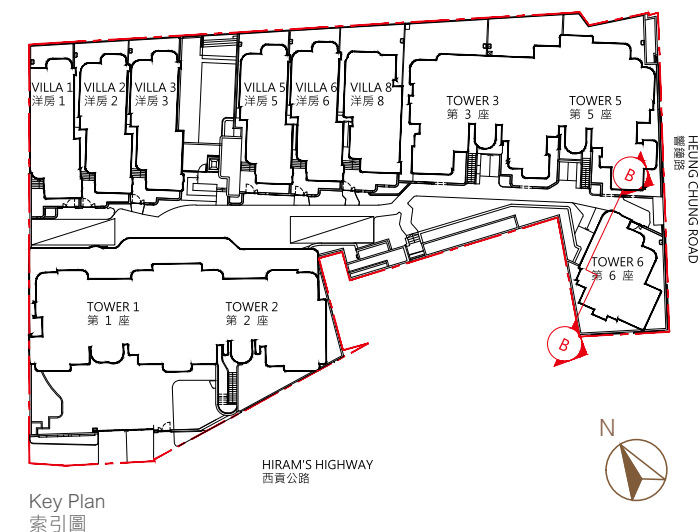 VILLA 1
洋房 1
VILLA 2
洋房 2
VILLA 3
洋房 3
VILLA 5
洋房 5
VILLA 6
洋房 6
VILLA 8
洋房 8
TOWER 3
第 3 座
TOWER 5
第 5 座
HEUNG CHUNG ROAD
響鐘路
B
TOWER 6
第 6 座
TOWER 1
第 1 座
TOWER 2
第 2 座
B
HIRAM'S HIGHWAY
西貢公路
N
Key Plan
索引圖